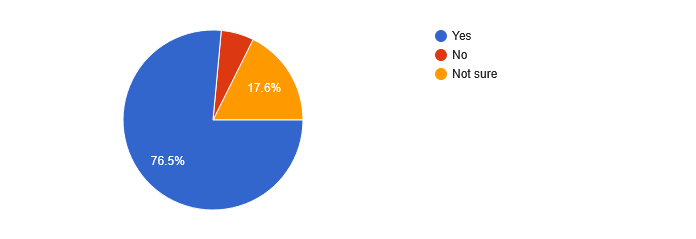 Yes
No
Not sure
17.6%
76.5%